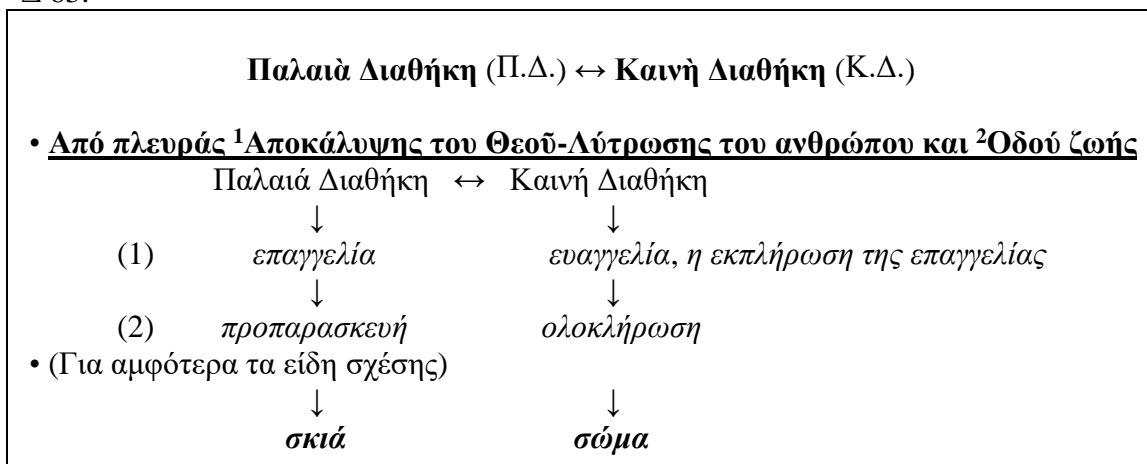 Παλαιὰ Διαθήκη (Π.Δ.) ↔ Καινὴ Διαθήκη (Κ.Δ.)
• Από πλευράς ¹Αποκάλυψης του Θεοῦ-Λύτρωσης του ανθρώπου και ²Οδού ζωής
Παλαιά Διαθήκη ↔ Καινή Διαθήκη
↓ ↓
(1) επαγγελία ευαγγελία, η εκπλήρωση της επαγγελίας
↓ ↓
(2) προπαρασκευή ολοκλήρωση
• (Για αμφότερα τα είδη σχέσης)
↓ ↓
σκιά σώμα